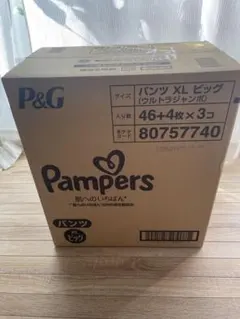 P&G
サイズ
パンツ XL ビッグ
(ウルトラジャンボ)
入り数
46+4枚×3コ
80757740
Pampers
肌へのいちばん*
パンツ
ビッグ